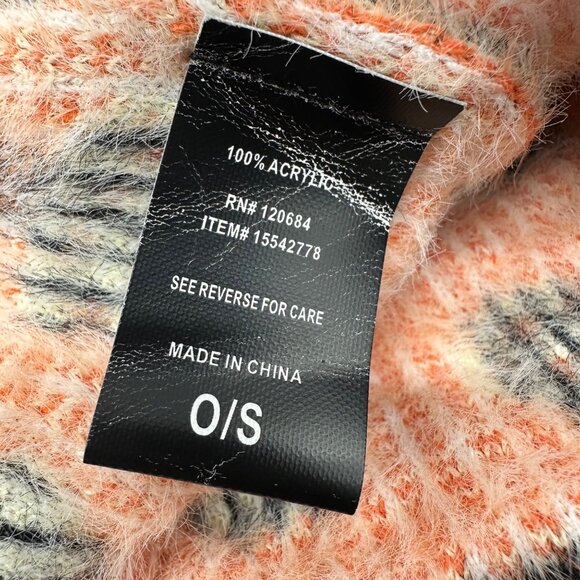 100% ACRYLIC
RN# 120684
ITEM# 15542778
SEE REVERSE FOR CARE
MADE IN CHINA
O/S